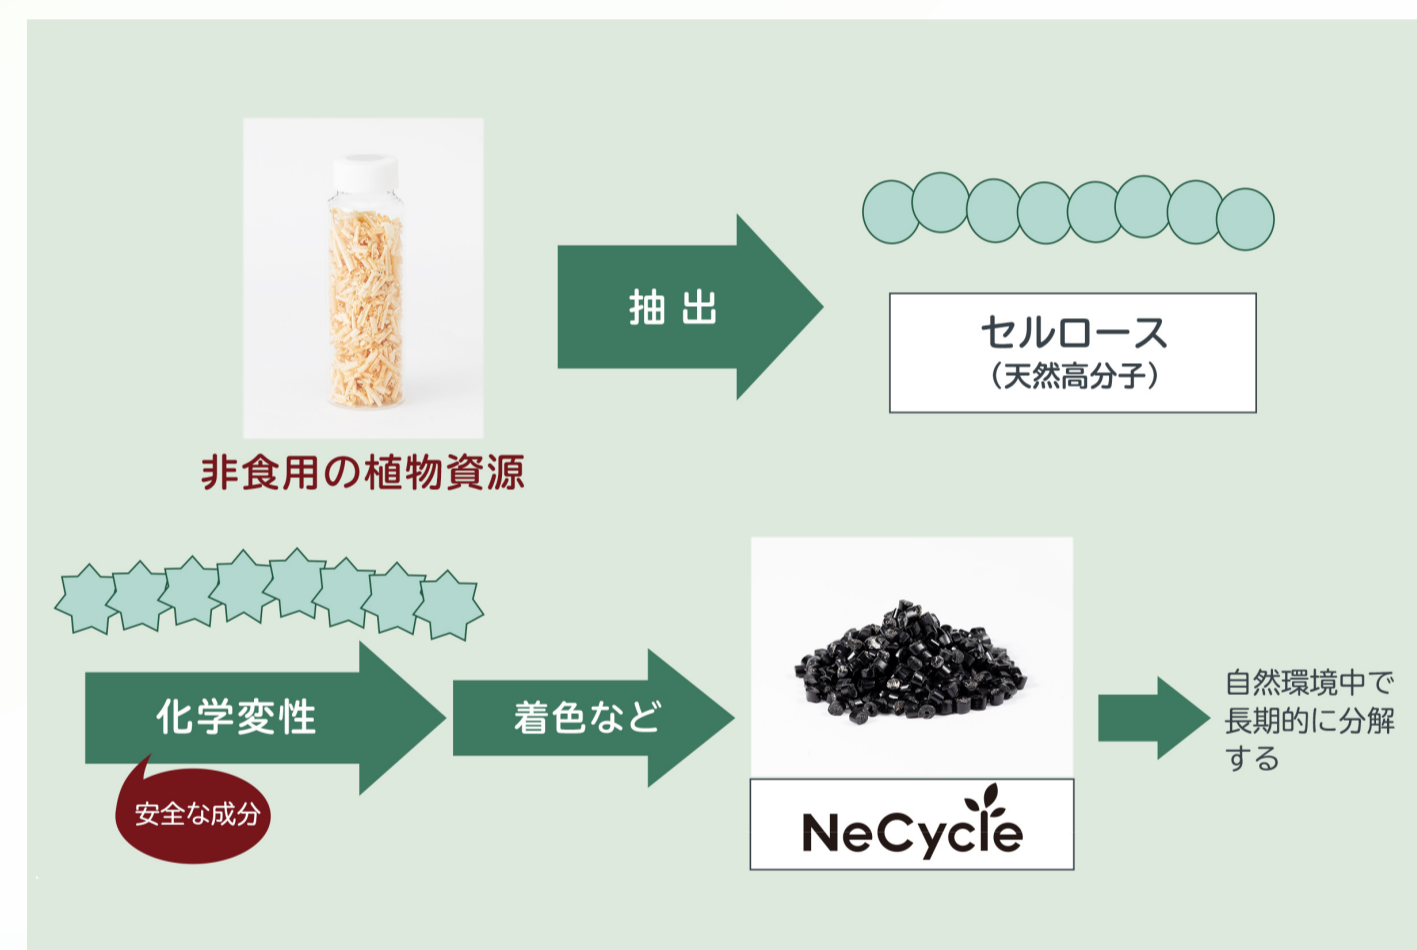 抽出
セルロース
（天然高分子）
非食用の植物資源
化学変性
安全な成分
着色など
NeCycle
自然環境中で
長期的に分解
する